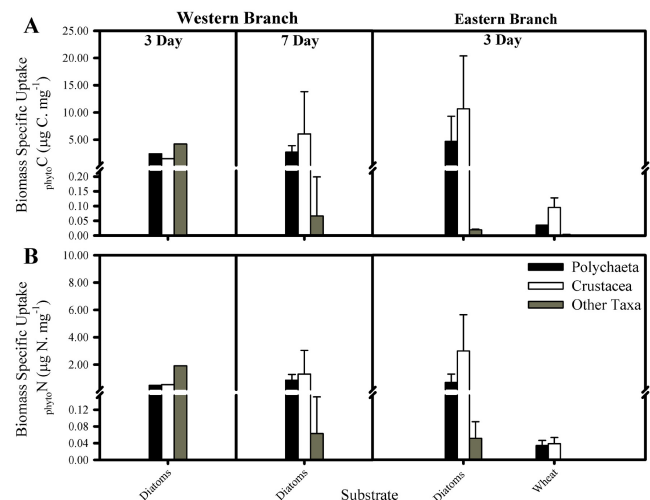 Western Branch Eastern Branch
A
3 Day 7 Day 3 Day
25.00
20.00
15.00
10.00
5.00
0.20
0.15
0.10
0.05
0.00
Biomass Specific Uptake
phytoC (µg C. mg-1)
B
10.00
8.00
6.00
4.00
2.00
0.12
0.08
0.04
0.00
Biomass Specific Uptake
phytoN (µg N. mg-1)
Polychaeta
Crustacea
Other Taxa
Diatoms Diatoms Diatoms Wheat
Substrate